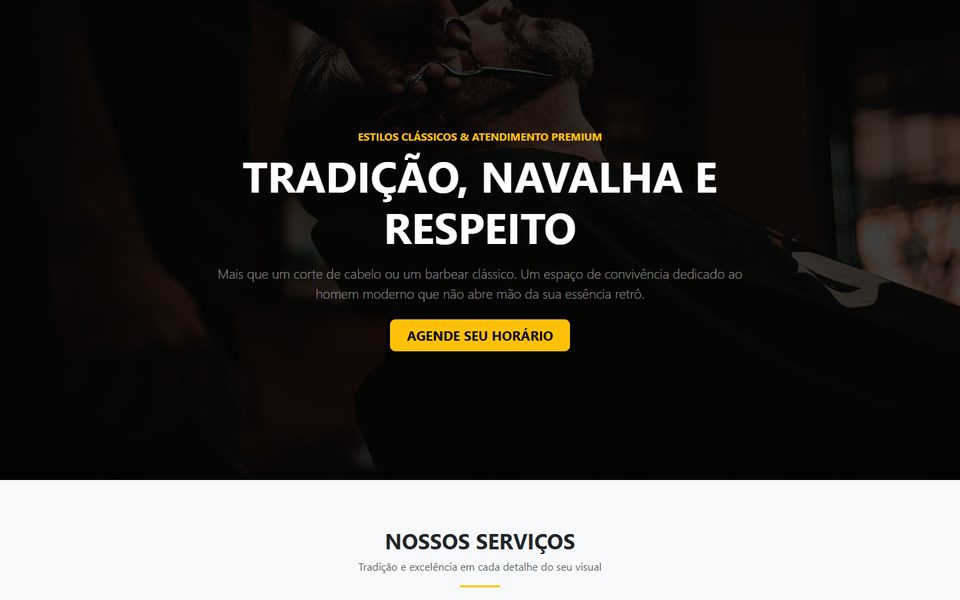 ESTILOS CLÁSSICOS & ATENDIMENTO PREMIUM
TRADIÇÃO, NAVALHA E
RESPEITO
Mais que um corte de cabelo ou um barbear clássico. Um espaço de convivência dedicado ao
homem moderno que não abre mão da sua essência retrô.
AGENDE SEU HORÁRIO
NOSSOS SERVIÇOS
Tradição e excelência em cada detalhe do seu visual